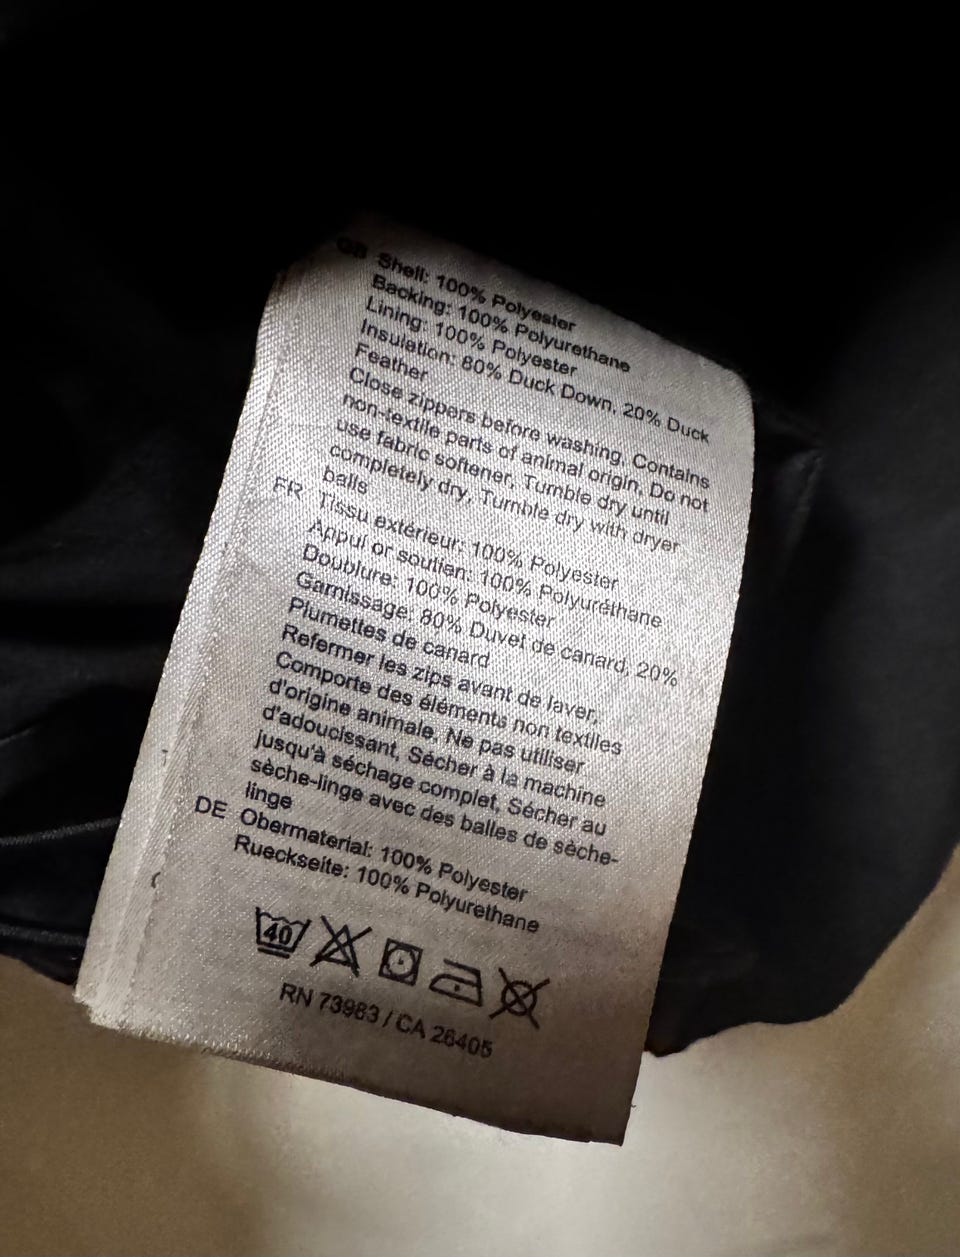 GB Shell: 100% Polyester
Backing: 100% Polyurethane
Lining: 100% Polyester
Insulation: 80% Duck Down, 20% Duck
Feather
Close zippers before washing, Contains
non-textile parts of animal origin, Do not
use fabric softener, Tumble dry until
completely dry, Tumble dry with dryer
balls
FR Tissu extérieur: 100% Polyester
Appui or soutien: 100% Polyuréthane
Doublure: 100% Polyester
Garnissage: 80% Duvet de canard, 20%
Plumettes de canard
Refermer les zips avant de laver,
Comporte des éléments non textiles
d'origine animale, Ne pas utiliser
d'adoucissant, Sécher à la machine
jusqu'à séchage complet, Sécher au
sèche-linge avec des balles de sèche-
linge
DE Obermaterial: 100% Polyester
Rueckseite: 100% Polyurethane
40
RN 73983 / CA 26405